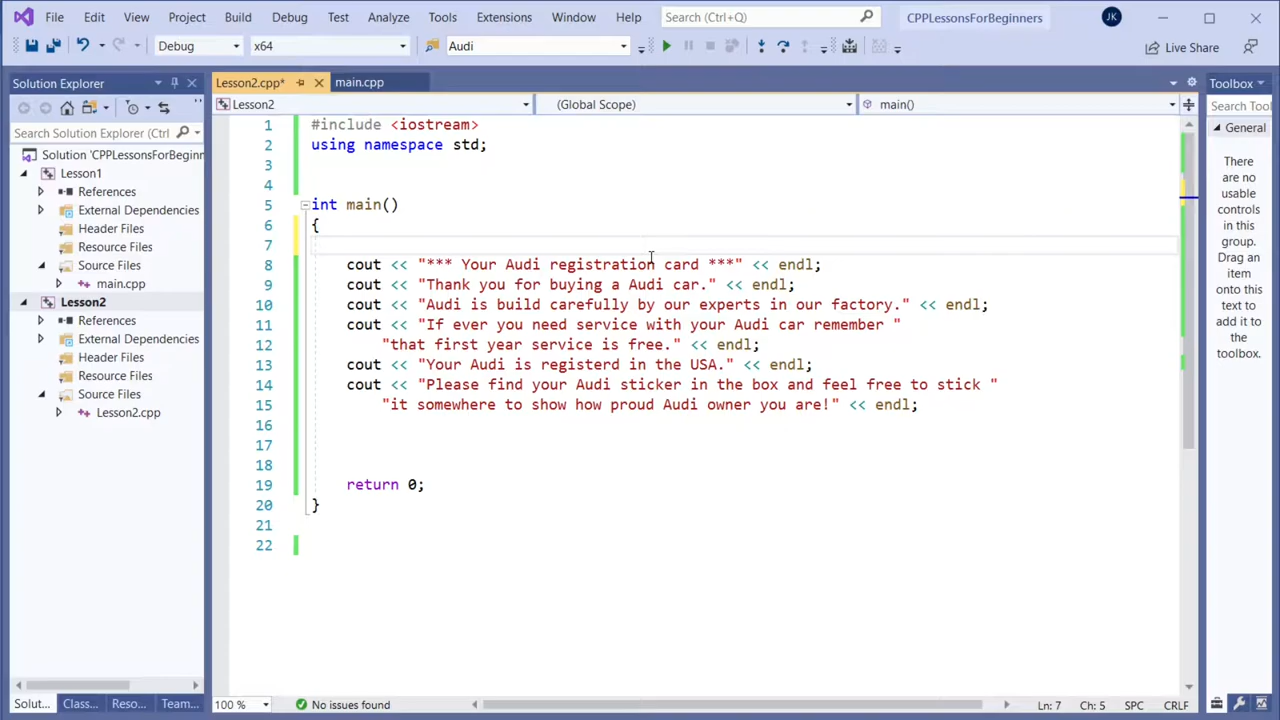 File Edit View Project Build Debug Test Analyze Tools Extensions Window Help Search (Ctrl+Q) CPPLessonsForBeginners JK
Debug x64 Audi Live Share
Solution Explorer
Search Solution Explorer (Ctrl
Solution 'CPPLessonsForBeginn
Lesson1
References
External Dependencies
Header Files
Resource Files
Source Files
main.cpp
Lesson2
References
External Dependencies
Header Files
Resource Files
Source Files
Lesson2.cpp
Solut... Class... Reso... Team...
Lesson2.cpp* main.cpp
Lesson2 (Global Scope) main()
1 #include <iostream>
2 using namespace std;
3
4
5 int main()
6 {
7
8 cout << "*** Your Audi registration card ***" << endl;
9 cout << "Thank you for buying a Audi car." << endl;
10 cout << "Audi is build carefully by our experts in our factory." << endl;
11 cout << "If ever you need service with your Audi car remember "
12 "that first year service is free." << endl;
13 cout << "Your Audi is registerd in the USA." << endl;
14 cout << "Please find your Audi sticker in the box and feel free to stick "
15 "it somewhere to show how proud Audi owner you are!" << endl;
16
17
18
19 return 0;
20 }
21
22
100 % No issues found Ln: 7 Ch: 5 SPC CRLF
Toolbox
Search Tool
General
There
are no
usable
controls
in this
group.
Drag an
item
onto this
text to
add it to
the
toolbox.